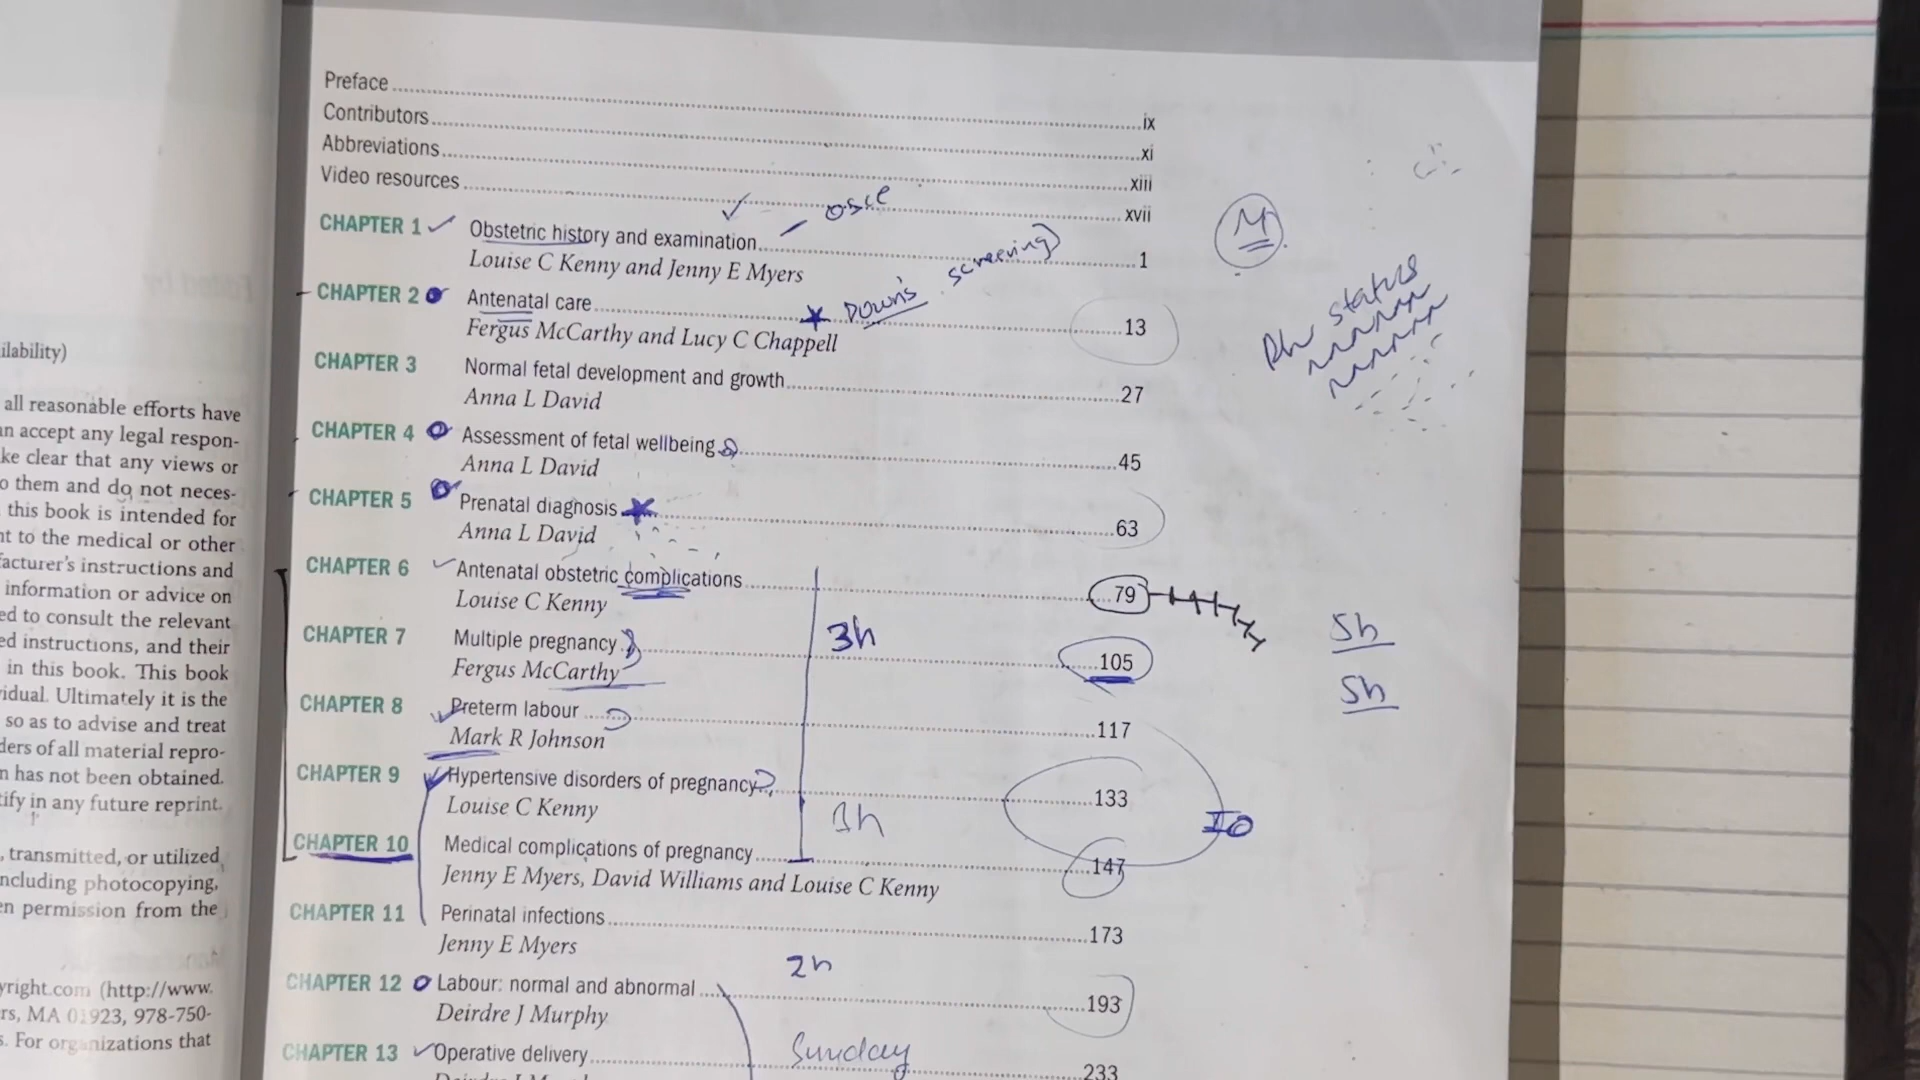 Preface ix
Contributors xi
Abbreviations xiii
Video resources xvii
osce
CHAPTER 1 Obstetric history and examination 1
Louise C Kenny and Jenny E Myers
Down's screening)
CHAPTER 2 Antenatal care 13
Fergus McCarthy and Lucy C Chappell
Rh status
CHAPTER 3 Normal fetal development and growth 27
Anna L David
CHAPTER 4 Assessment of fetal wellbeing 45
Anna L David
CHAPTER 5 Prenatal diagnosis 63
Anna L David
CHAPTER 6 Antenatal obstetric complications 79
Louise C Kenny
3h
5h
CHAPTER 7 Multiple pregnancy 105
Fergus McCarthy
5h
CHAPTER 8 Preterm labour 117
Mark R Johnson
CHAPTER 9 Hypertensive disorders of pregnancy 133
Louise C Kenny
1h
CHAPTER 10 Medical complications of pregnancy 147
Jenny E Myers, David Williams and Louise C Kenny
CHAPTER 11 Perinatal infections 173
Jenny E Myers
2h
CHAPTER 12 Labour: normal and abnormal 193
Deirdre J Murphy
Sunday
CHAPTER 13 Operative delivery 233
ilability)
all reasonable efforts have
an accept any legal respon-
ke clear that any views or
o them and do not neces-
this book is intended for
nt to the medical or other
facturer's instructions and
information or advice on
ed to consult the relevant
ed instructions, and their
in this book. This book
vidual. Ultimately it is the
so as to advise and treat
ders of all material repro-
n has not been obtained.
tify in any future reprint.
, transmitted, or utilized
ncluding photocopying,
en permission from the
yright.com (http://www.
rs, MA 01923, 978-750-
s. For organizations that